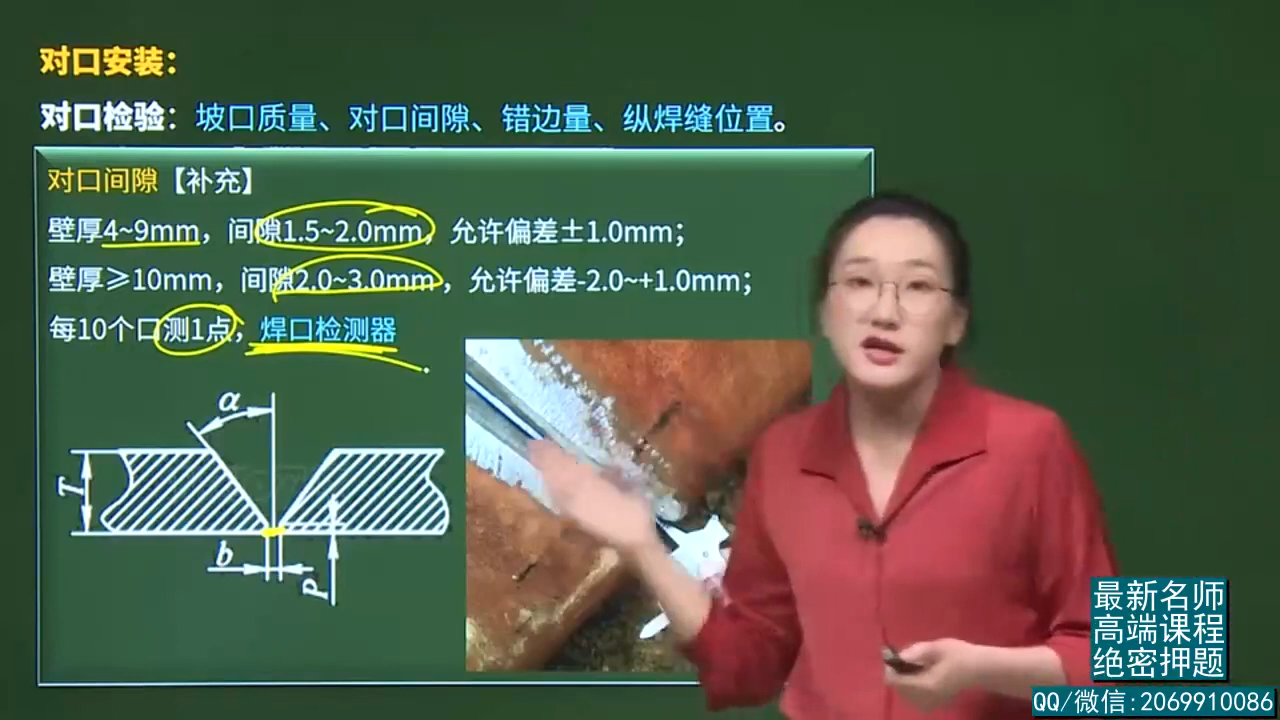 对口安装：
对口检验：坡口质量、对口间隙、错边量、纵焊缝位置。
对口间隙【补充】
壁厚4~9mm，间隙1.5~2.0mm，允许偏差±1.0mm；
壁厚≥10mm，间隙2.0~3.0mm，允许偏差-2.0~+1.0mm；
每10个口测1点，焊口检测器
α
T
b
P
最新名师
高端课程
绝密押题
QQ/微信:2069910086